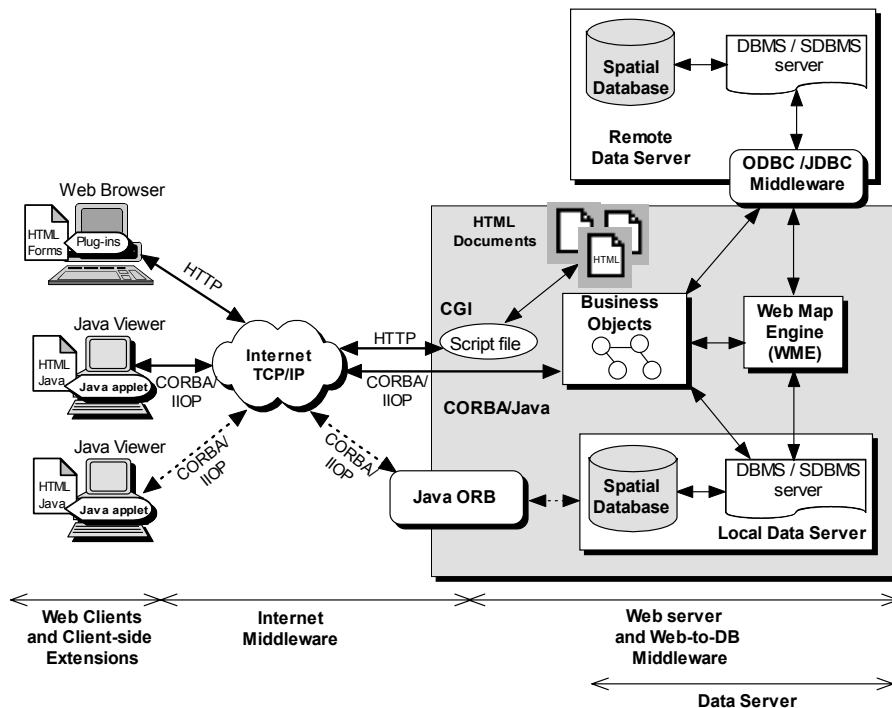 Spatial
Database
DBMS / SDBMS
server
Remote
Data Server
ODBC /JDBC
Middleware
Web Browser
HTML
Forms
Plug-ins
HTTP
HTML
Documents
HTML
CGI
Script file
Business
Objects
Web Map
Engine
(WME)
Java Viewer
HTML
Java
Java applet
CORBA/
IIOP
Internet
TCP/IP
HTTP
CORBA/
IIOP
CORBA/Java
Java Viewer
HTML
Java
Java applet
CORBA/
IIOP
CORBA/
IIOP
Java ORB
Spatial
Database
DBMS / SDBMS
server
Local Data Server
Web Clients
and Client-side
Extensions
Internet
Middleware
Web server
and Web-to-DB
Middleware
Data Server